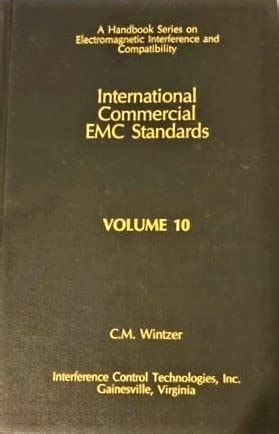 A Handbook Series on
Electromagnetic Interference and
Compatibility
International
Commercial
EMC Standards
VOLUME 10
C.M. Wintzer
Interference Control Technologies, Inc.
Gainesville, Virginia